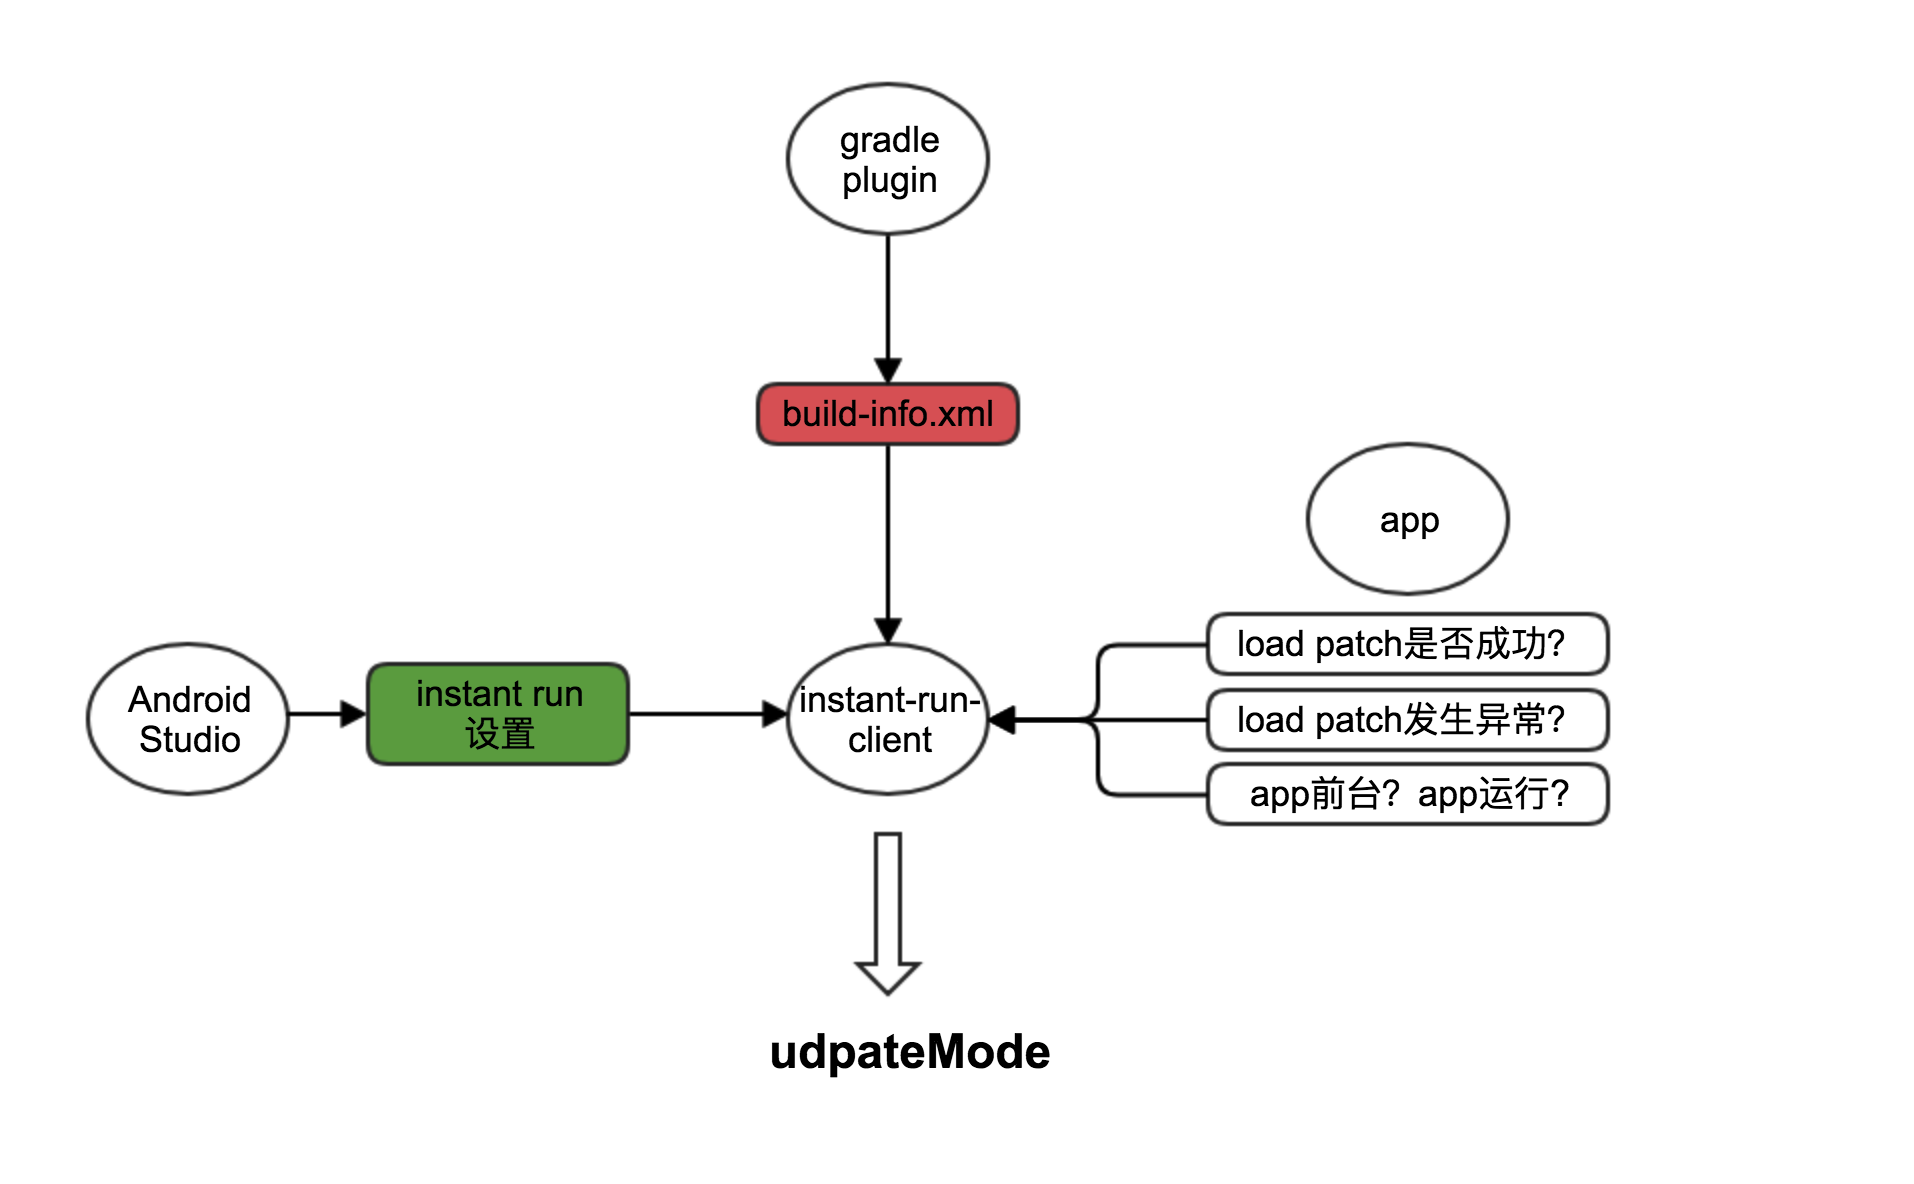 gradle
plugin
build-info.xml
app
Android
Studio
instant run
设置
instant-run-
client
load patch是否成功?
load patch发生异常?
app前台? app运行?
udpateMode